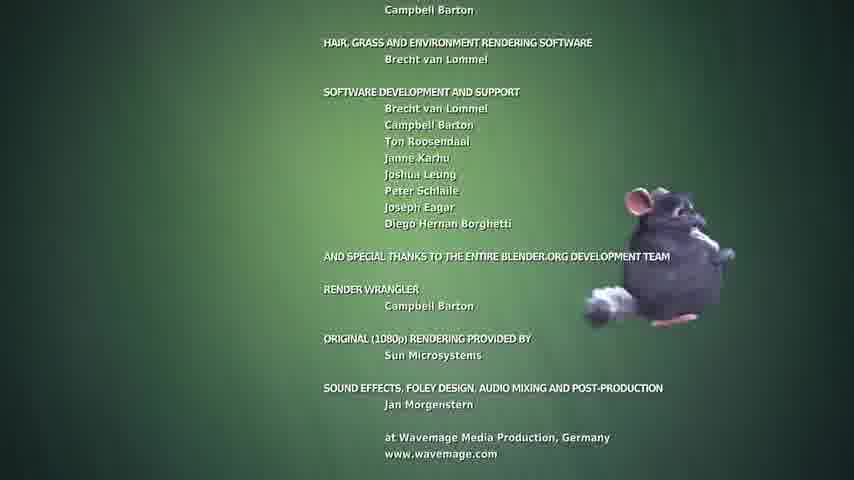 Campbell Barton
HAIR, GRASS AND ENVIRONMENT RENDERING SOFTWARE
Brecht van Lommel
SOFTWARE DEVELOPMENT AND SUPPORT
Brecht van Lommel
Campbell Barton
Ton Roosendaal
Janne Karhu
Joshua Leung
Peter Schlaile
Joseph Eagar
Diego Hernan Borghetti
AND SPECIAL THANKS TO THE ENTIRE BLENDER.ORG DEVELOPMENT TEAM
RENDER WRANGLER
Campbell Barton
ORIGINAL (1080p) RENDERING PROVIDED BY
Sun Microsystems
SOUND EFFECTS, FOLEY DESIGN, AUDIO MIXING AND POST-PRODUCTION
Jan Morgenstern
at Wavemage Media Production, Germany
www.wavemage.com